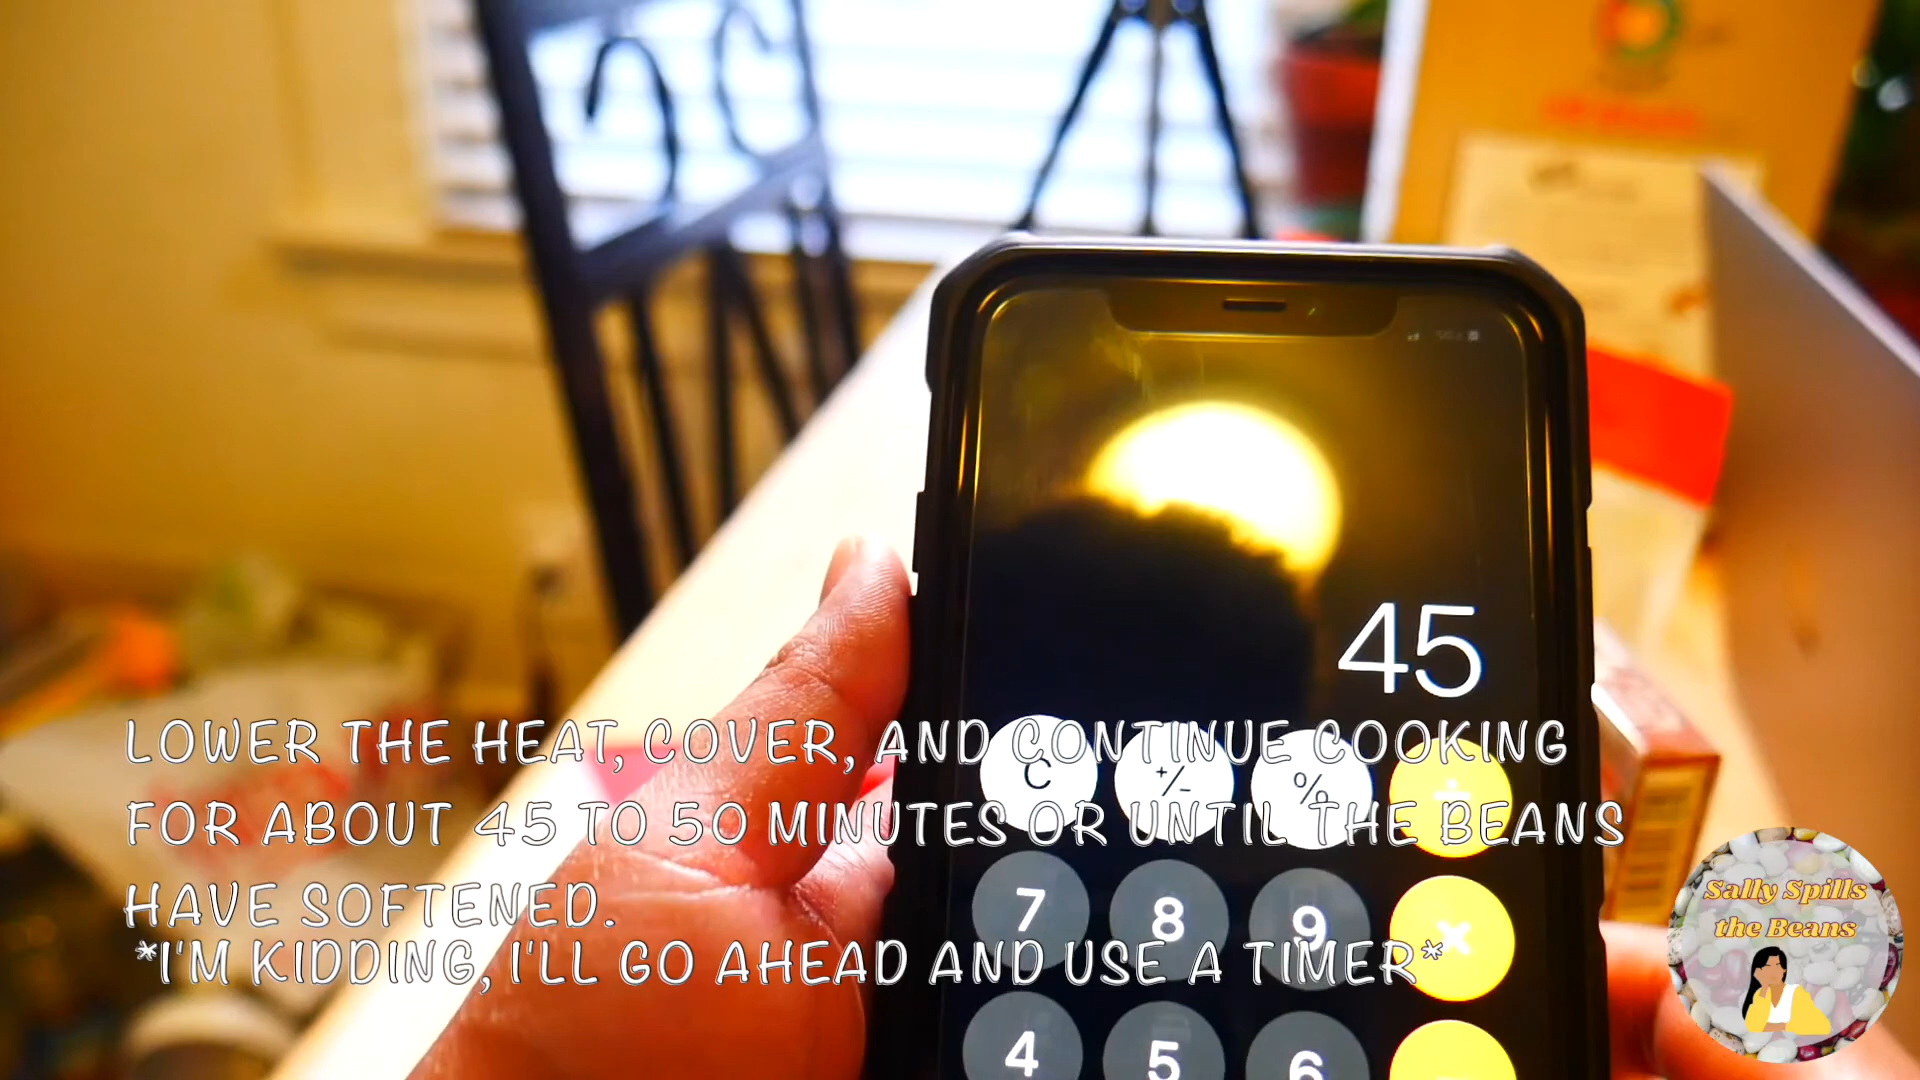 45
LOWER THE HEAT, COVER, AND CONTINUE COOKING
FOR ABOUT 45 TO 50 MINUTES OR UNTIL THE BEANS
HAVE SOFTENED.
*I'M KIDDING, I'LL GO AHEAD AND USE A TIMER*
C +/- % ÷
7 8 9 ×
4 5 6
Sally Spills
the Beans